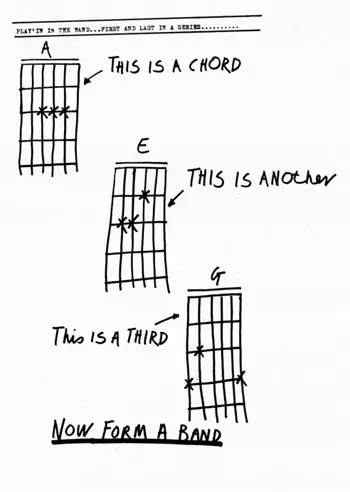 PLAY'IN IN THE BAND...FIRST AND LAST IN A SERIES..........
A
THIS IS A CHORD
E
THIS IS ANOther
G
This IS A THIRD
NOW FORM A BAND